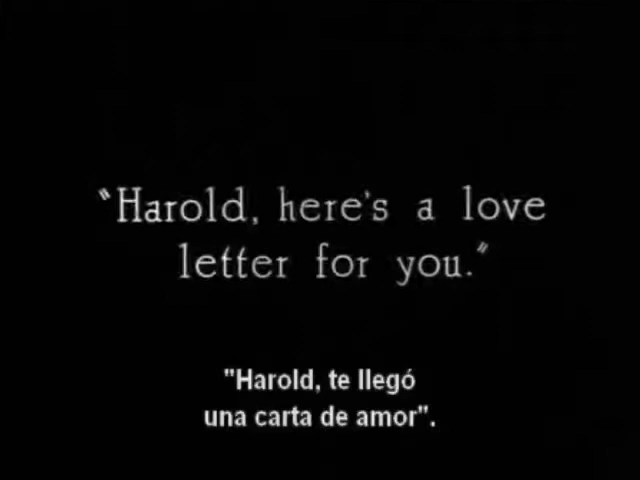 "Harold, here's a love
letter for you."
"Harold, te llegó
una carta de amor".